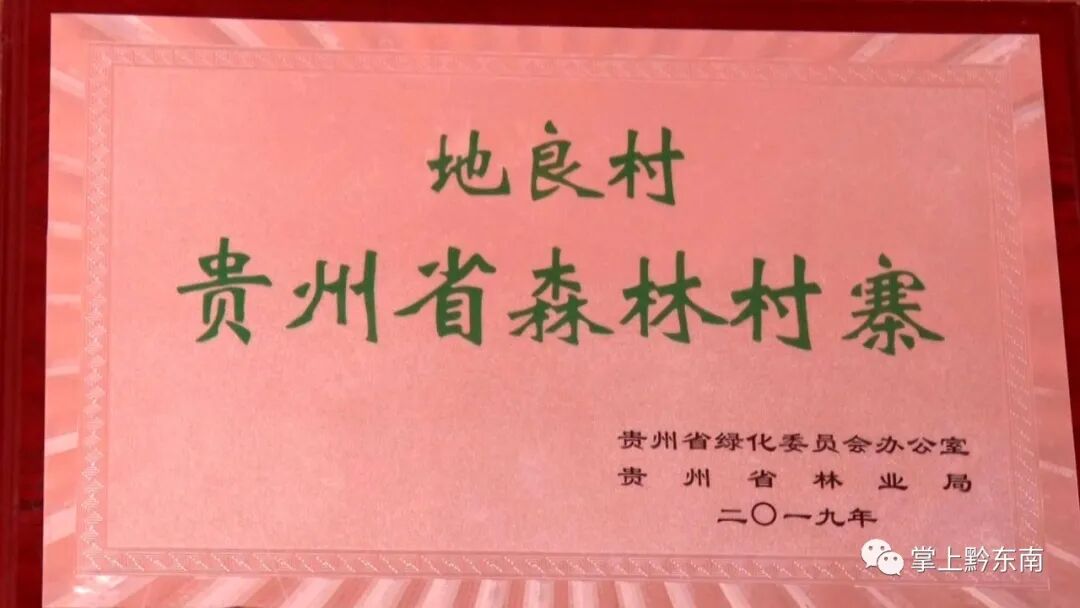 地良村
贵州省森林村寨
贵州省绿化委员会办公室
贵州省林业局
二〇一九年
掌上黔东南